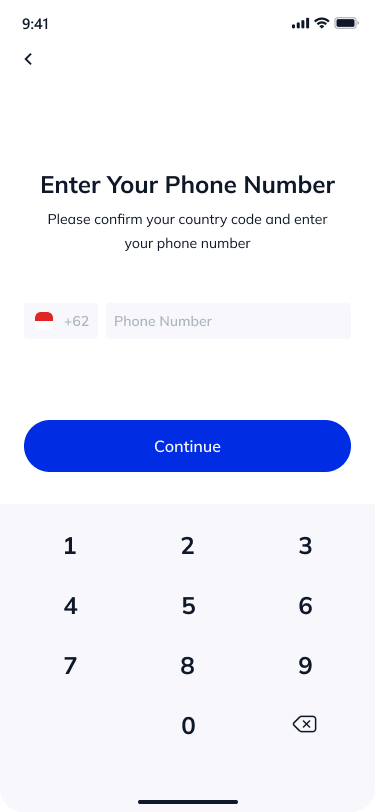 9:41
Enter Your Phone Number
Please confirm your country code and enter
your phone number
+62 Phone Number
Continue
1 2 3
4 5 6
7 8 9
0